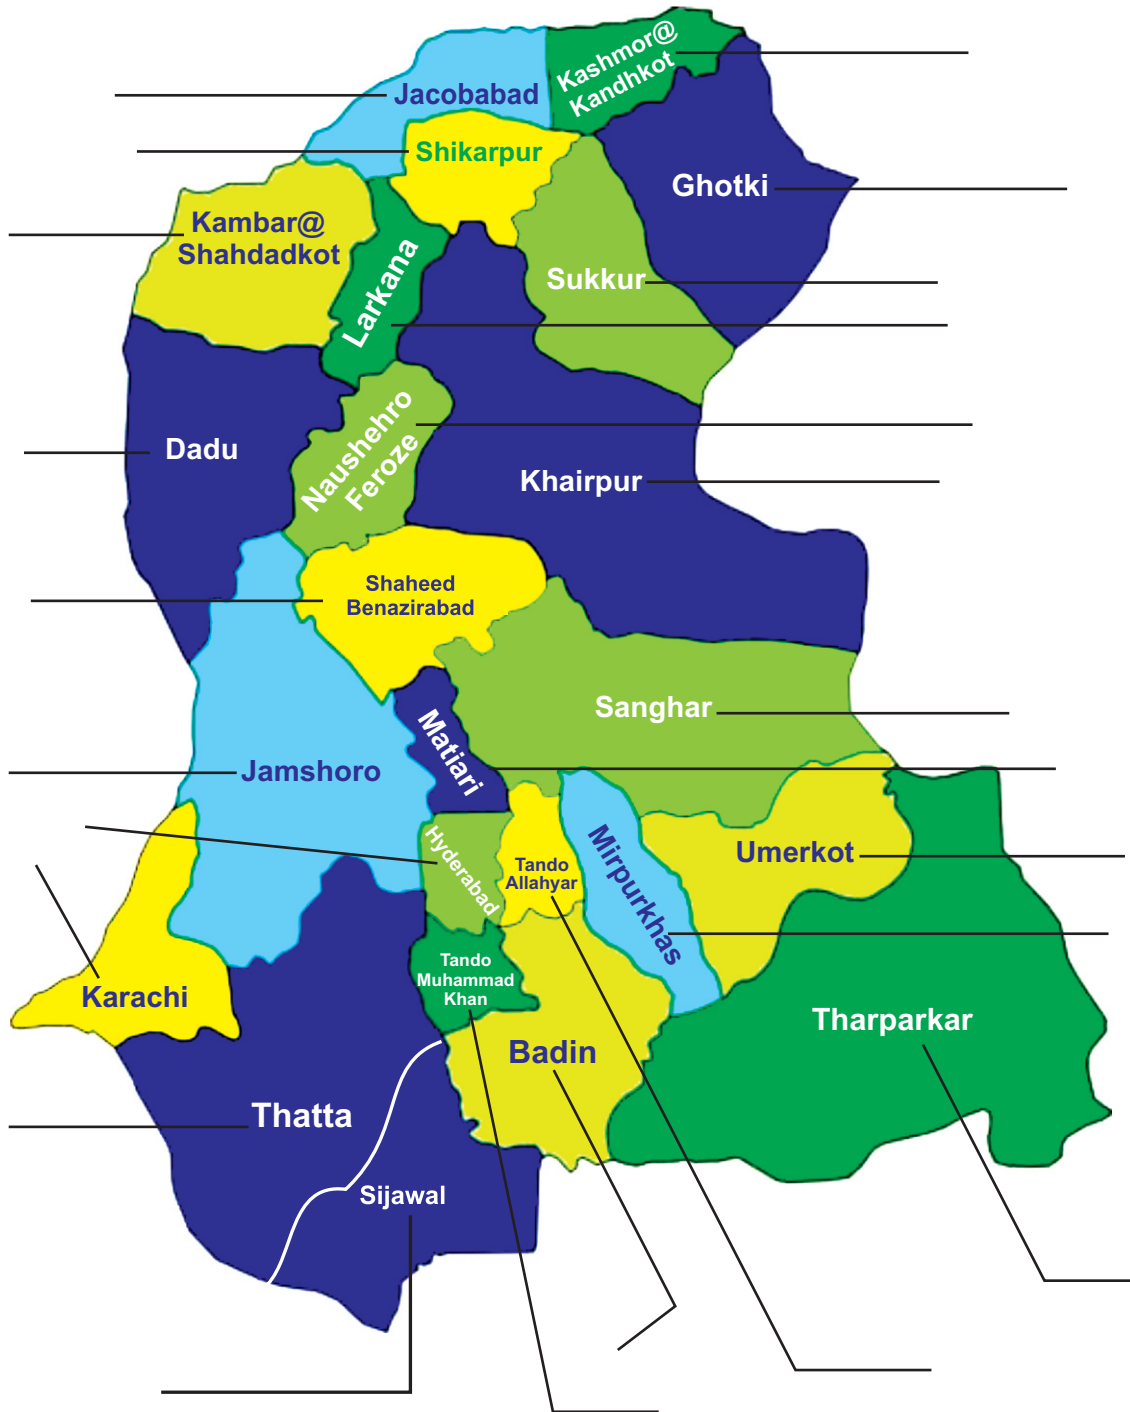 Kashmor@
Kandhkot
Jacobabad
Shikarpur
Ghotki
Kambar@
Shahdadkot
Larkana
Sukkur
Dadu
Naushehro
Feroze
Khairpur
Shaheed
Benazirabad
Sanghar
Matiari
Jamshoro
Hyderabad
Tando
Allahyar
Mirpurkhas
Umerkot
Karachi
Tando
Muhammad
Khan
Tharparkar
Badin
Thatta
Sijawal